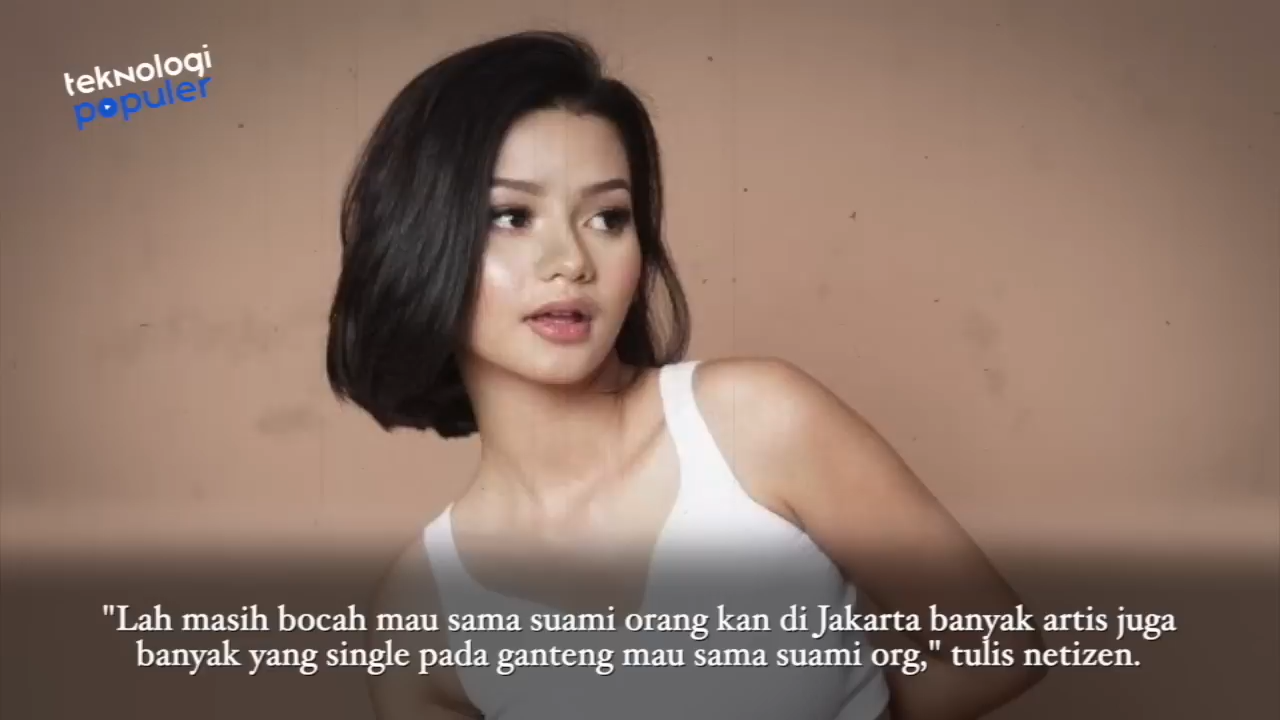 teknologi
populer
"Lah masih bocah mau sama suami orang kan di Jakarta banyak artis juga
banyak yang single pada ganteng mau sama suami org," tulis netizen.